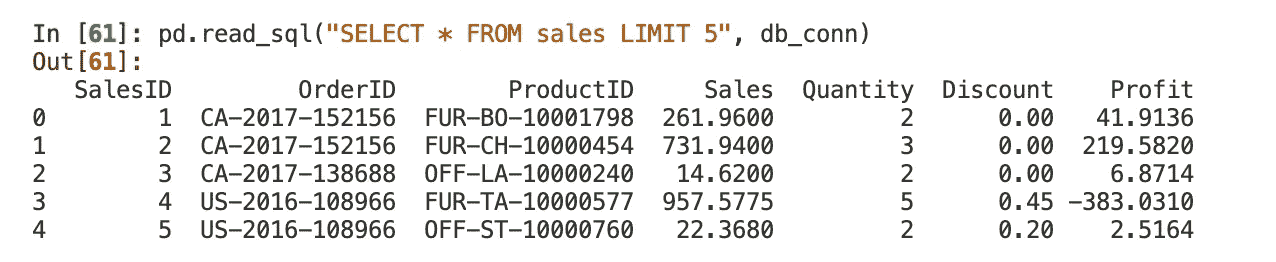 In [61]: pd.read_sql("SELECT * FROM sales LIMIT 5", db_conn)
Out[61]:
SalesID OrderID ProductID Sales Quantity Discount Profit
0 1 CA-2017-152156 FUR-BO-10001798 261.9600 2 0.00 41.9136
1 2 CA-2017-152156 FUR-CH-10000454 731.9400 3 0.00 219.5820
2 3 CA-2017-138688 OFF-LA-10000240 14.6200 2 0.00 6.8714
3 4 US-2016-108966 FUR-TA-10000577 957.5775 5 0.45 -383.0310
4 5 US-2016-108966 OFF-ST-10000760 22.3680 2 0.20 2.5164